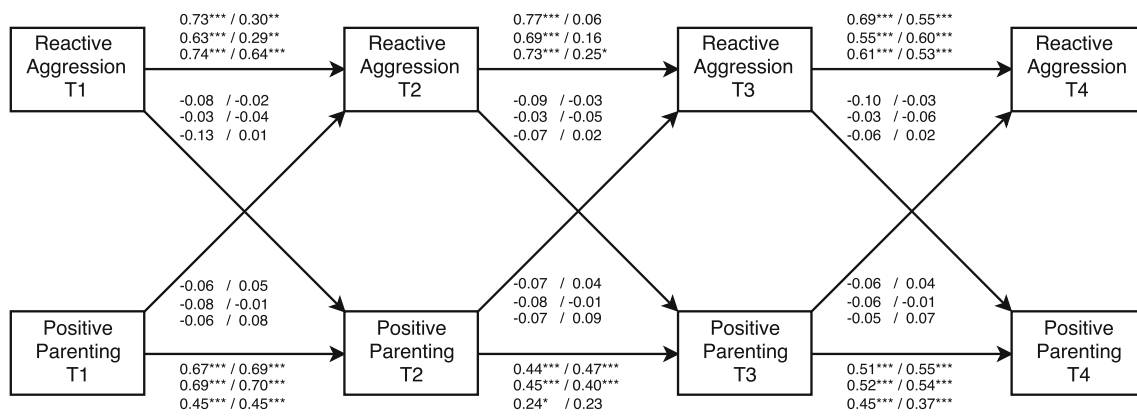 0.73*** / 0.30**
0.63*** / 0.29**
0.74*** / 0.64***
0.77*** / 0.06
0.69*** / 0.16
0.73*** / 0.25*
0.69*** / 0.55***
0.55*** / 0.60***
0.61*** / 0.53***
Reactive
Aggression
T1
Reactive
Aggression
T2
Reactive
Aggression
T3
Reactive
Aggression
T4
-0.08 / -0.02
-0.03 / -0.04
-0.13 / 0.01
-0.09 / -0.03
-0.03 / -0.05
-0.07 / 0.02
-0.10 / -0.03
-0.03 / -0.06
-0.06 / 0.02
-0.06 / 0.05
-0.08 / -0.01
-0.06 / 0.08
-0.07 / 0.04
-0.08 / -0.01
-0.07 / 0.09
-0.06 / 0.04
-0.06 / -0.01
-0.05 / 0.07
Positive
Parenting
T1
Positive
Parenting
T2
Positive
Parenting
T3
Positive
Parenting
T4
0.67*** / 0.69***
0.69*** / 0.70***
0.45*** / 0.45***
0.44*** / 0.47***
0.45*** / 0.40***
0.24* / 0.23
0.51*** / 0.55***
0.52*** / 0.54***
0.45*** / 0.37***